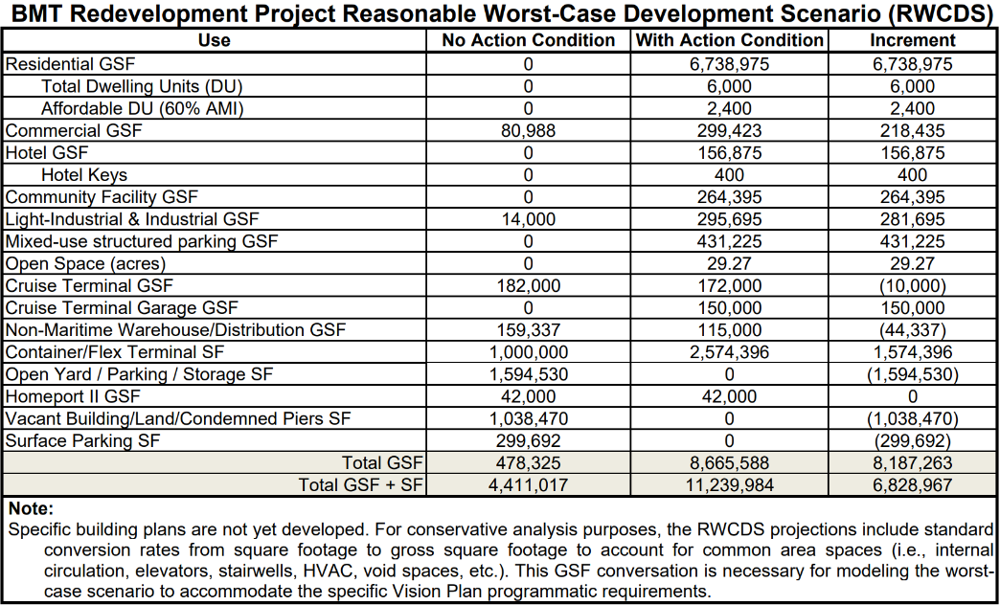 BMT Redevelopment Project Reasonable Worst-Case Development Scenario (RWCDS)
Use No Action Condition With Action Condition Increment
Residential GSF 0 6,738,975 6,738,975
Total Dwelling Units (DU) 0 6,000 6,000
Affordable DU (60% AMI) 0 2,400 2,400
Commercial GSF 80,988 299,423 218,435
Hotel GSF 0 156,875 156,875
Hotel Keys 0 400 400
Community Facility GSF 0 264,395 264,395
Light-Industrial & Industrial GSF 14,000 295,695 281,695
Mixed-use structured parking GSF 0 431,225 431,225
Open Space (acres) 0 29.27 29.27
Cruise Terminal GSF 182,000 172,000 (10,000)
Cruise Terminal Garage GSF 0 150,000 150,000
Non-Maritime Warehouse/Distribution GSF 159,337 115,000 (44,337)
Container/Flex Terminal SF 1,000,000 2,574,396 1,574,396
Open Yard / Parking / Storage SF 1,594,530 0 (1,594,530)
Homeport II GSF 42,000 42,000 0
Vacant Building/Land/Condemned Piers SF 1,038,470 0 (1,038,470)
Surface Parking SF 299,692 0 (299,692)
Total GSF 478,325 8,665,588 8,187,263
Total GSF + SF 4,411,017 11,239,984 6,828,967
Note:
Specific building plans are not yet developed. For conservative analysis purposes, the RWCDS projections include standard
conversion rates from square footage to gross square footage to account for common area spaces (i.e., internal
circulation, elevators, stairwells, HVAC, void spaces, etc.). This GSF conversation is necessary for modeling the worst-
case scenario to accommodate the specific Vision Plan programmatic requirements.